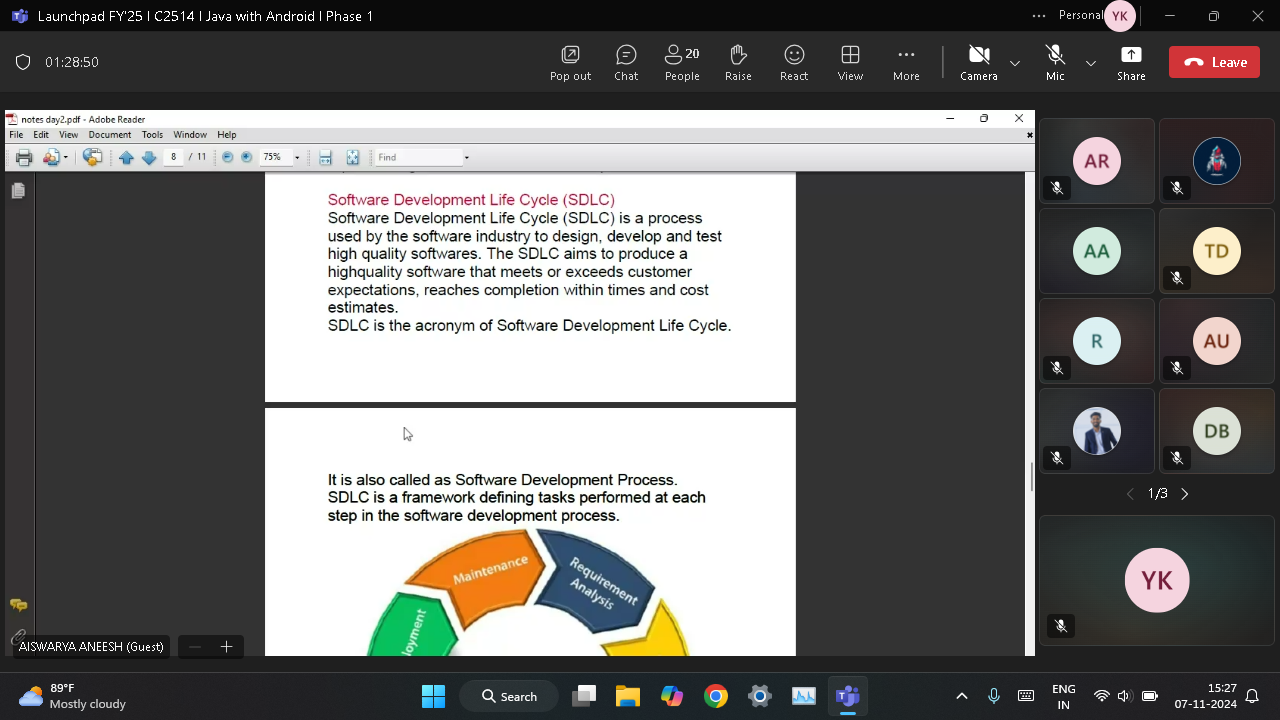 Launchpad FY'25 | C2514 | Java with Android | Phase 1
Personal
YK
01:28:50
Pop out
Chat
20
People
Raise
React
View
More
Camera
Mic
Share
Leave
notes day2.pdf - Adobe Reader
File Edit View Document Tools Window Help
8 / 11
75%
Find
Software Development Life Cycle (SDLC)
Software Development Life Cycle (SDLC) is a process
used by the software industry to design, develop and test
high quality softwares. The SDLC aims to produce a
highquality software that meets or exceeds customer
expectations, reaches completion within times and cost
estimates.
SDLC is the acronym of Software Development Life Cycle.
It is also called as Software Development Process.
SDLC is a framework defining tasks performed at each
step in the software development process.
Maintenance
Requirement
Analysis
loyment
AISWARYA ANEESH (Guest)
AR
AA
TD
R
AU
DB
1/3
YK
89°F
Mostly cloudy
Search
ENG
IN
15:27
07-11-2024